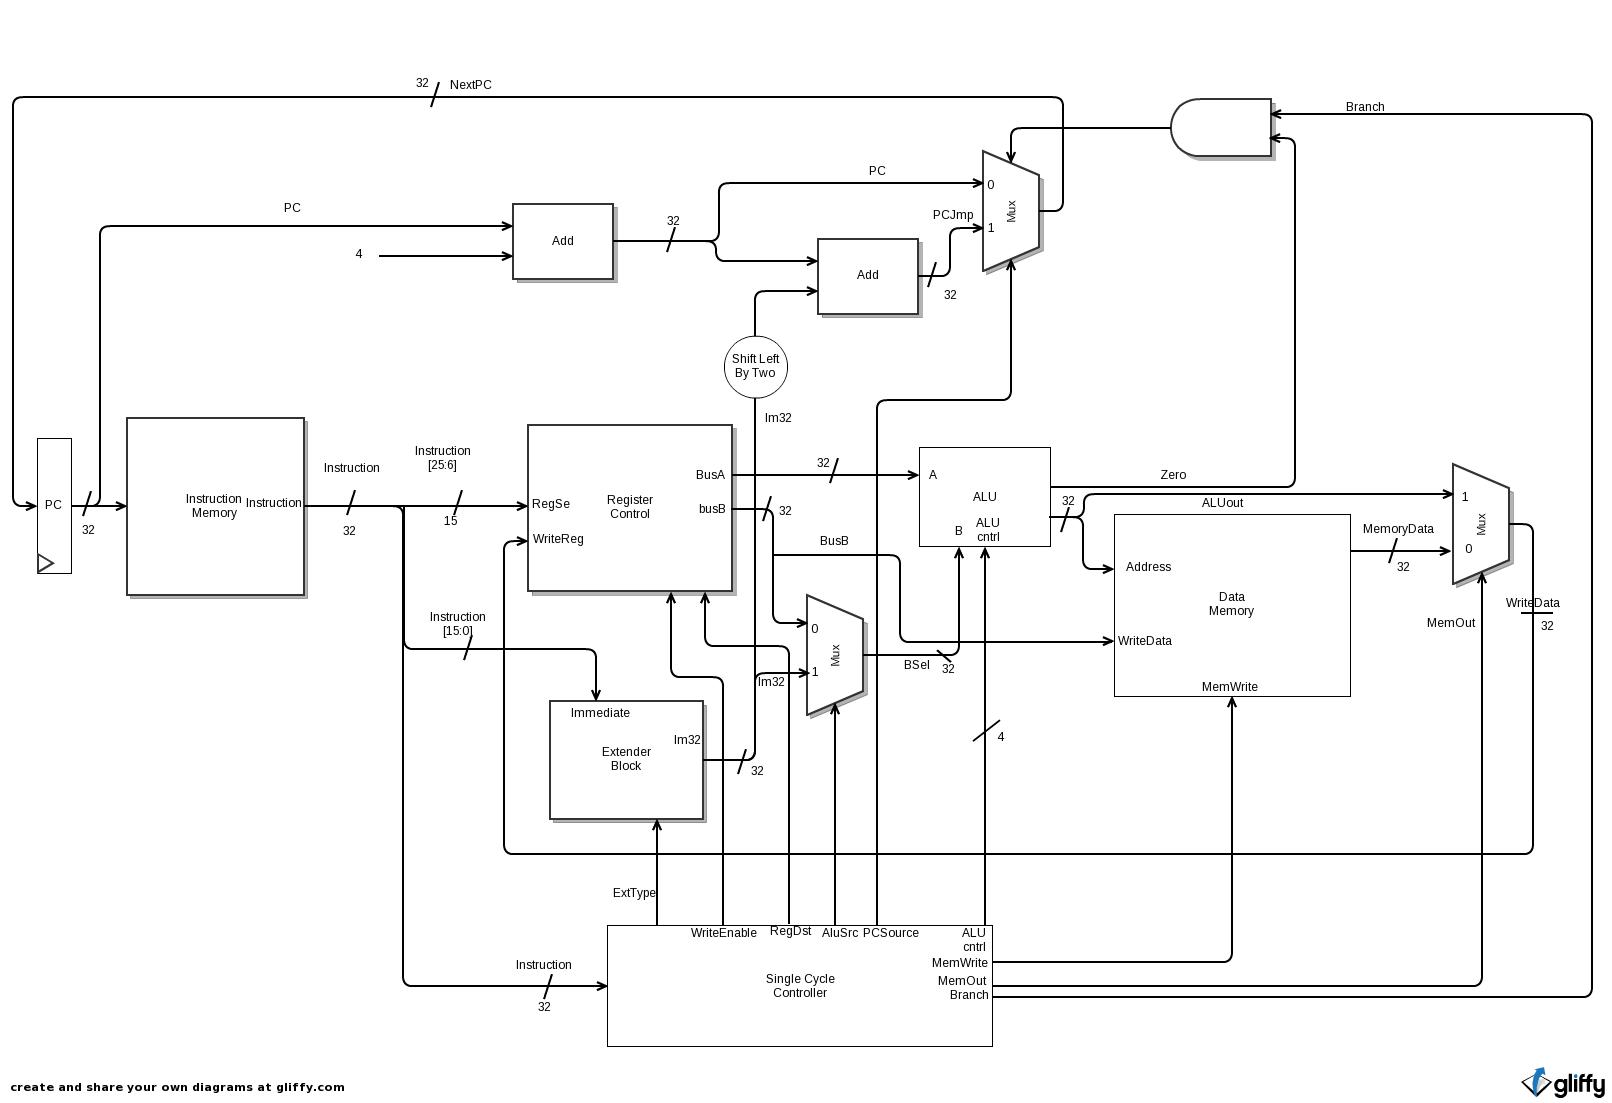 32
NextPC
Branch
PC
0
PCJmp
Mux
1
PC
32
Add
4
Add
32
Shift Left
By Two
Im32
Instruction
[25:6]
Instruction
32
15
PC
32
Instruction
Memory
Instruction
RegSe
WriteReg
Register
Control
BusA
busB
32
32
BusB
A
ALU
B
ALU
cntrl
Zero
32
ALUout
1
Mux
0
MemoryData
32
Address
Data
Memory
WriteData
MemWrite
WriteData
32
MemOut
Instruction
[15:0]
0
Mux
1
Im32
BSel
32
Immediate
Im32
Extender
Block
32
4
ExtType
WriteEnable
RegDst
AluSrc
PCSource
ALU
cntrl
MemWrite
MemOut
Branch
Single Cycle
Controller
Instruction
32
create and share your own diagrams at gliffy.com
gliffy